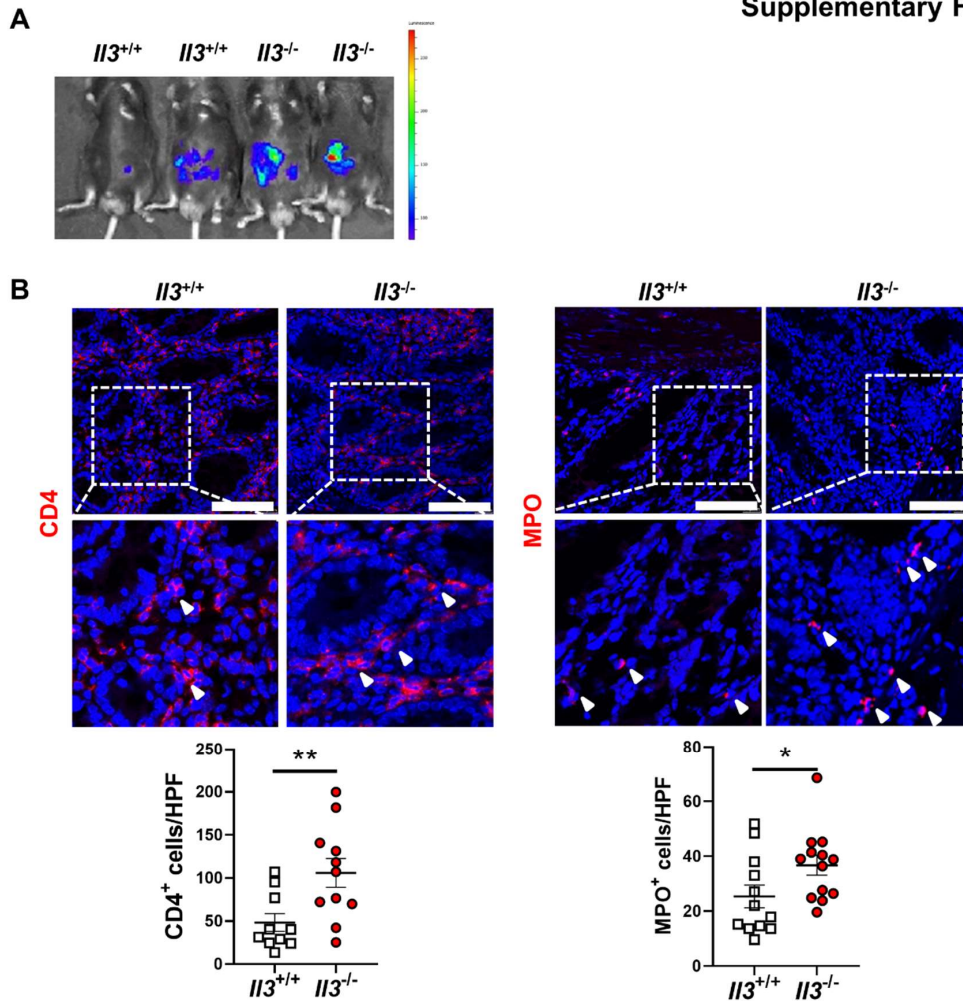 Supplementary
A
Il3+/+ Il3+/+ Il3-/- Il3-/-
Luminescence
B
Il3+/+ Il3-/- Il3+/+ Il3-/-
CD4
MPO
CD4+ cells/HPF
250
200
150
100
50
0
**
Il3+/+ Il3-/-
MPO+ cells/HPF
80
60
40
20
0
*
Il3+/+ Il3-/-